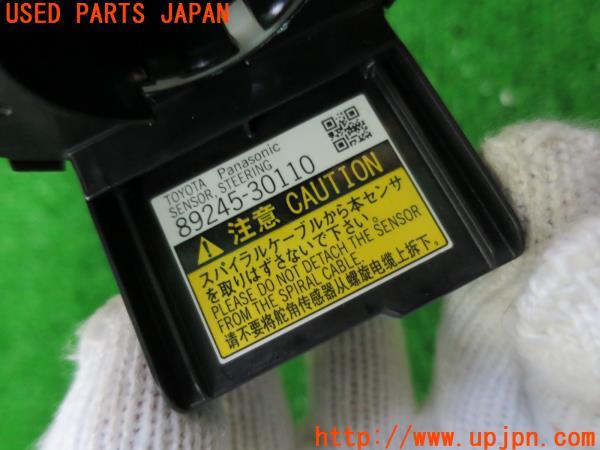 USED PARTS JAPAN
TOYOTA Panasonic
SENSOR, STEERING
89245-30110
注意 CAUTION
スパイラルケーブルから本センサ
を取りはずさないで下さい。
PLEASE DO NOT DETACH THE SENSOR
FROM THE SPIRAL CABLE.
请不要将舵角传感器从螺旋电缆上拆下。
http://www.upjpn.com/